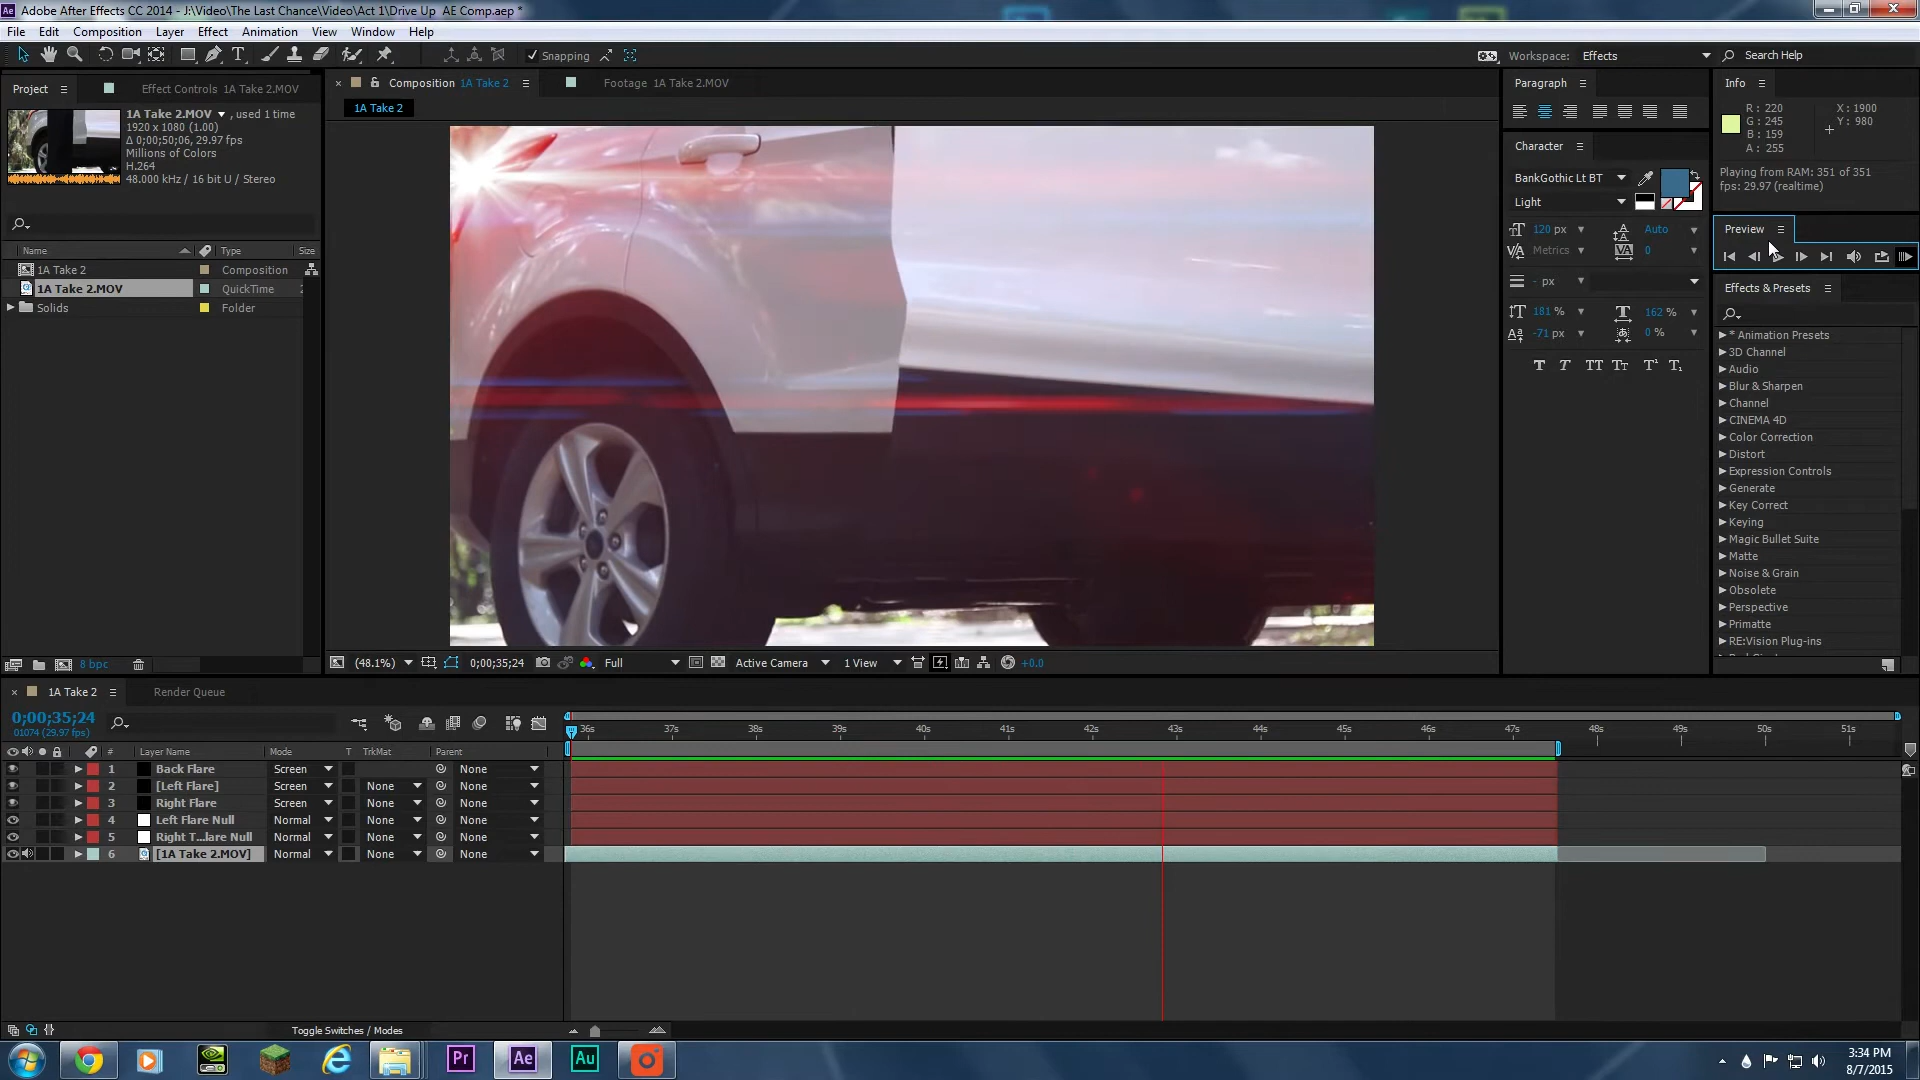 Adobe After Effects CC 2014 - J:\Video\The Last Chance\Video\Act 1\Drive Up  AE Comp.aep *
File Edit Composition Layer Effect Animation View Window Help
Snapping
Workspace: Effects
Search Help
Project
Effect Controls 1A Take 2.MOV
1A Take 2.MOV , used 1 time
1920 x 1080 (1.00)
Δ 0;00;50;06, 29.97 fps
Millions of Colors
H.264
48.000 kHz / 16 bit U / Stereo
Name Type Size
1A Take 2 Composition
1A Take 2.MOV QuickTime 2
Solids Folder
8 bpc
Composition 1A Take 2
Footage 1A Take 2.MOV
1A Take 2
(48.1%) 0;00;35;24 Full Active Camera 1 View +0.0
Paragraph
Character
BankGothic Lt BT
Light
120 px Auto
Metrics 0
- px
181 % 162 %
-71 px 0 %
T T TT Tт T¹ T₁
Info
R : 220
G : 245
B : 159
A : 255
X : 1900
Y : 980
Playing from RAM: 351 of 351
fps: 29.97 (realtime)
Preview
Effects & Presets
* Animation Presets
3D Channel
Audio
Blur & Sharpen
Channel
CINEMA 4D
Color Correction
Distort
Expression Controls
Generate
Key Correct
Keying
Magic Bullet Suite
Matte
Noise & Grain
Obsolete
Perspective
Primatte
RE:Vision Plug-ins
1A Take 2
Render Queue
0;00;35;24
01074 (29.97 fps)
36s 37s 38s 39s 40s 41s 42s 43s 44s 45s 46s 47s 48s 49s 50s 51s
# Layer Name Mode T TrkMat Parent
1 Back Flare Screen None
2 [Left Flare] Screen None None
3 Right Flare Screen None None
4 Left Flare Null Normal None None
5 Right T...lare Null Normal None None
6 [1A Take 2.MOV] Normal None None
Toggle Switches / Modes
Pr Ae Au
3:34 PM
8/7/2015